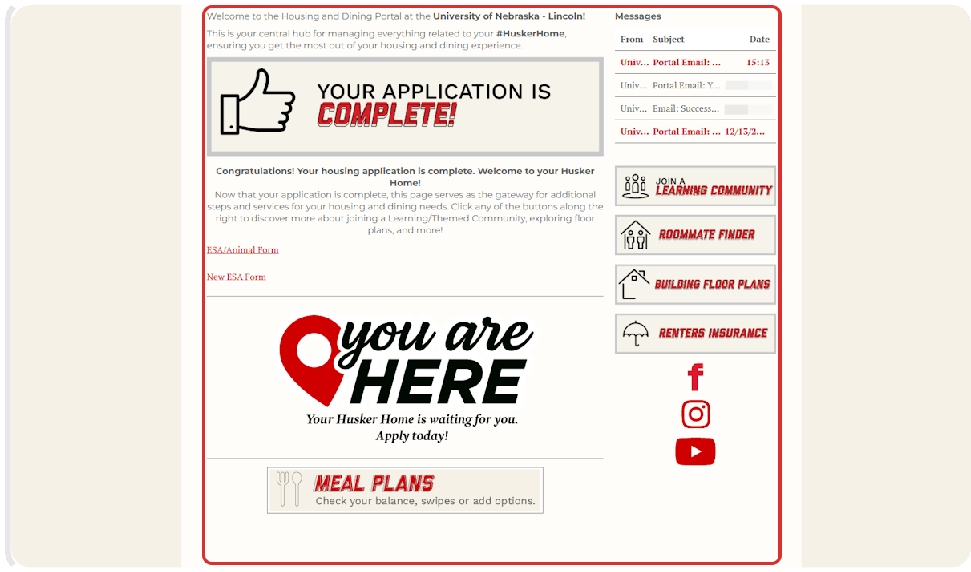 Welcome to the Housing and Dining Portal at the University of Nebraska - Lincoln!
This is your central hub for managing everything related to your #HuskerHome,
ensuring you get the most out of your housing and dining experience.
YOUR APPLICATION IS
COMPLETE!
Congratulations! Your housing application is complete. Welcome to your Husker
Home!
Now that your application is complete, this page serves as the gateway for additional
steps and services for your housing and dining needs. Click any of the buttons along the
right to discover more about joining a Learning/Themed Community, exploring floor
plans, and more!
ESA/Animal Form
New ESA Form
you are
HERE
Your Husker Home is waiting for you.
Apply today!
MEAL PLANS
Check your balance, swipes or add options.
Messages
From Subject Date
Univ... Portal Email: ... 15:15
Univ... Portal Email: Y...
Univ... Email: Success...
Univ... Portal Email: ... 12/13/2...
JOIN A
LEARNING COMMUNITY
ROOMMATE FINDER
BUILDING FLOOR PLANS
RENTERS INSURANCE